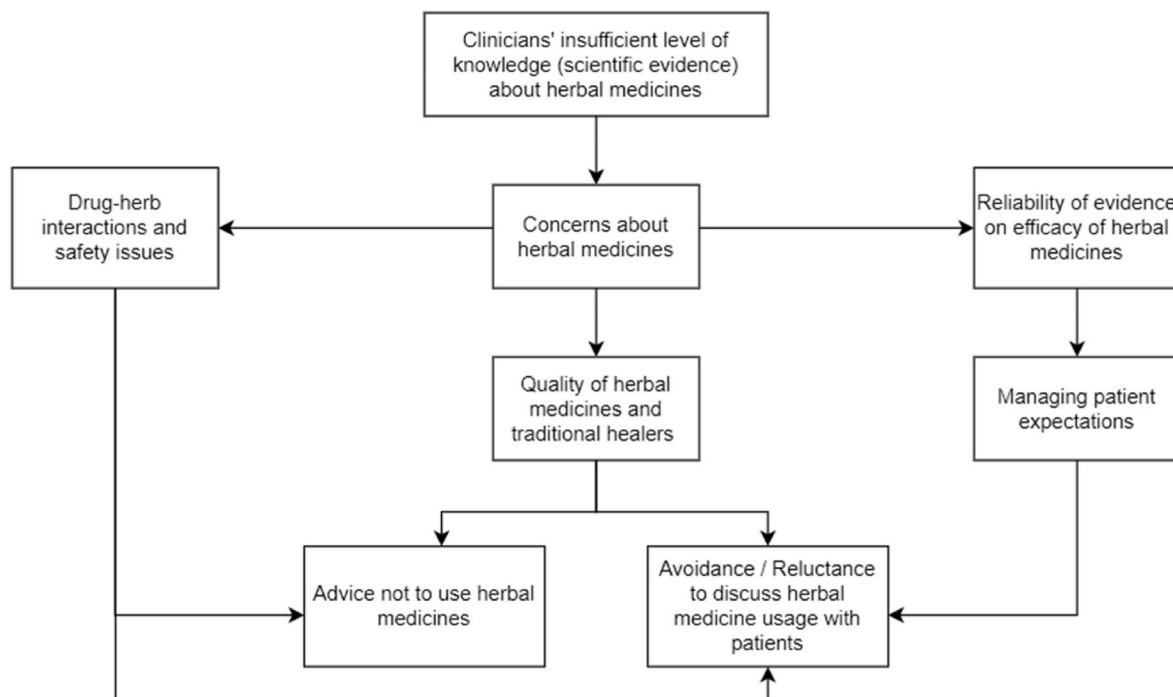 Clinicians' insufficient level of
knowledge (scientific evidence)
about herbal medicines
Drug-herb
interactions and
safety issues
Concerns about
herbal medicines
Reliability of evidence
on efficacy of herbal
medicines
Quality of herbal
medicines and
traditional healers
Managing patient
expectations
Advice not to use herbal
medicines
Avoidance / Reluctance
to discuss herbal
medicine usage with
patients